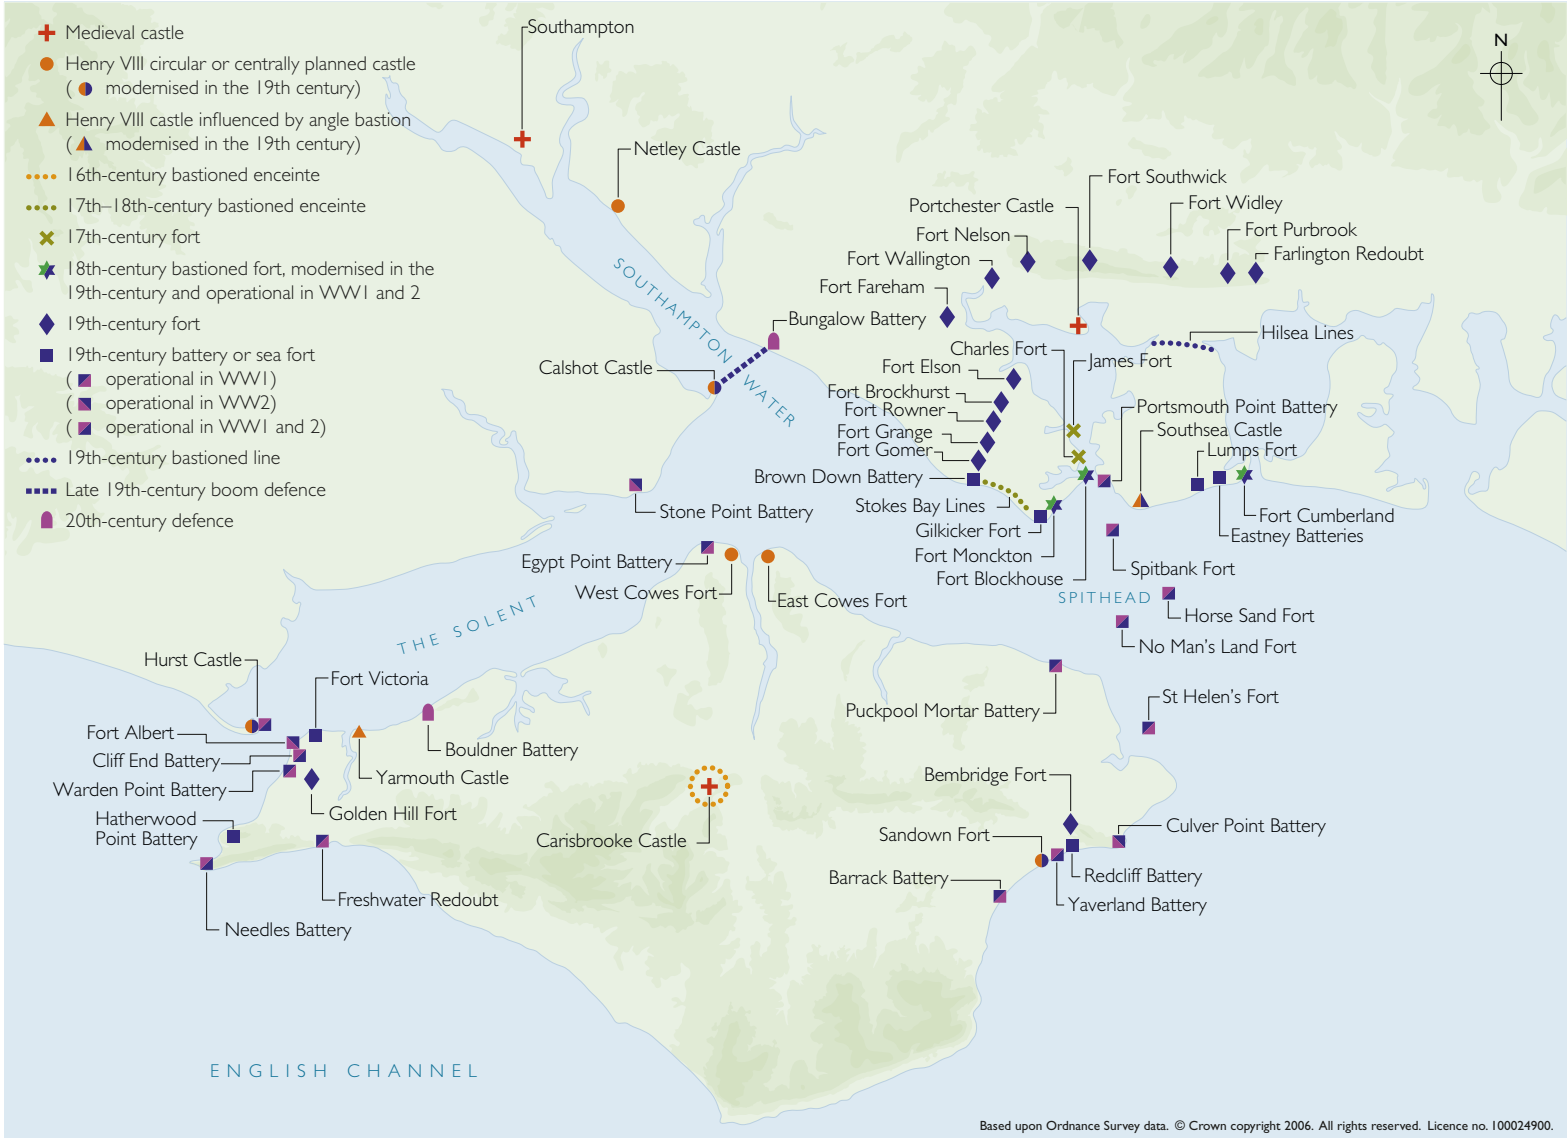 Medieval castle
Henry VIII circular or centrally planned castle
( modernised in the 19th century)
Henry VIII castle influenced by angle bastion
( modernised in the 19th century)
16th-century bastioned enceinte
17th–18th-century bastioned enceinte
17th-century fort
18th-century bastioned fort, modernised in the
19th-century and operational in WW1 and 2
19th-century fort
19th-century battery or sea fort
( operational in WW1)
( operational in WW2)
( operational in WW1 and 2)
19th-century bastioned line
Late 19th-century boom defence
20th-century defence
N
Southampton
Netley Castle
SOUTHAMPTON WATER
Bungalow Battery
Calshot Castle
Stone Point Battery
Fort Southwick
Portchester Castle
Fort Widley
Fort Nelson
Fort Purbrook
Fort Wallington
Farlington Redoubt
Fort Fareham
Hilsea Lines
Charles Fort
James Fort
Fort Elson
Fort Brockhurst
Fort Rowner
Fort Grange
Fort Gomer
Portsmouth Point Battery
Southsea Castle
Lumps Fort
Brown Down Battery
Stokes Bay Lines
Gilkicker Fort
Fort Monckton
Fort Blockhouse
Fort Cumberland
Eastney Batteries
Spitbank Fort
SPITHEAD
Horse Sand Fort
No Man's Land Fort
Egypt Point Battery
West Cowes Fort
East Cowes Fort
THE SOLENT
Hurst Castle
Fort Victoria
Fort Albert
Cliff End Battery
Warden Point Battery
Hatherwood
Point Battery
Bouldner Battery
Yarmouth Castle
Golden Hill Fort
Freshwater Redoubt
Needles Battery
Carisbrooke Castle
Puckpool Mortar Battery
St Helen's Fort
Bembridge Fort
Sandown Fort
Culver Point Battery
Barrack Battery
Redcliff Battery
Yaverland Battery
ENGLISH CHANNEL
Based upon Ordnance Survey data. © Crown copyright 2006. All rights reserved. Licence no. 100024900.